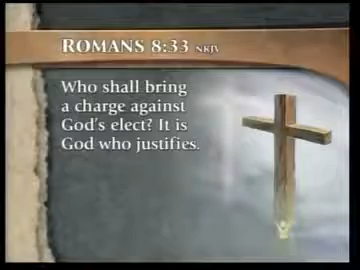 ROMANS 8:33 NKJV
Who shall bring
a charge against
God's elect? It is
God who justifies.